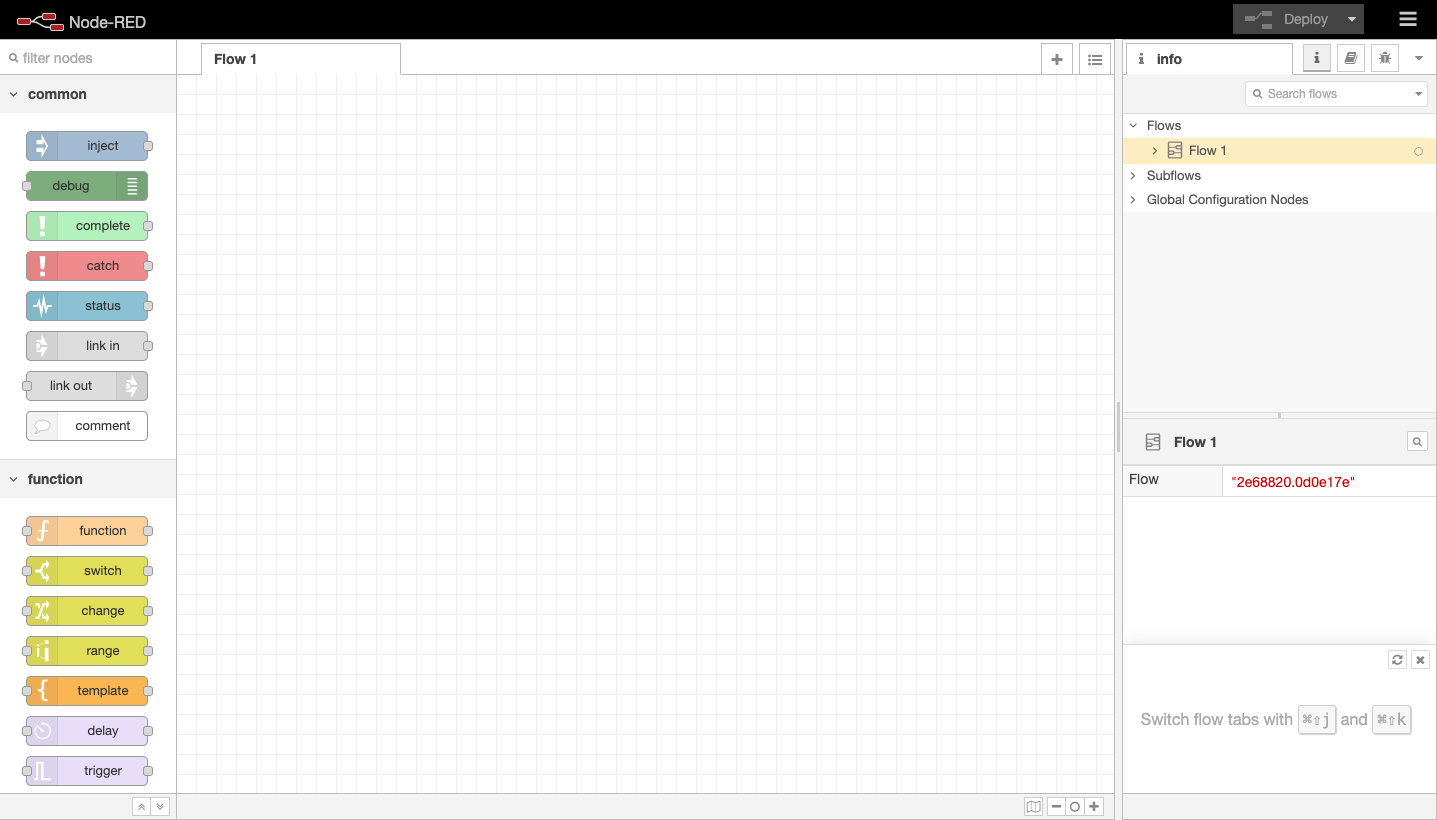 Node-RED
Deploy
filter nodes
common
inject
debug
complete
catch
status
link in
link out
comment
function
function
switch
change
range
template
delay
trigger
Flow 1
i info
i
Search flows
Flows
Flow 1
Subflows
Global Configuration Nodes
Flow 1
Flow "2e68820.0d0e17e"
Switch flow tabs with ⌘⇧j and ⌘⇧k